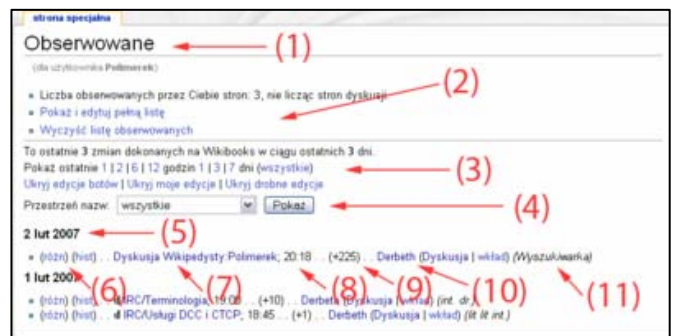 strona specjalna
Obserwowane (1)
(dla użytkownika Polimerek)
(2)
Liczba obserwowanych przez Ciebie stron: 3, nie licząc stron dyskusji.
Pokaż i edytuj pełną listę
Wyczyść listę obserwowanych
To ostatnie 3 zmian dokonanych na Wikibooks w ciągu ostatnich 3 dni.
Pokaż ostatnie 1 | 2 | 6 | 12 godzin 1 | 3 | 7 dni (wszystkie) (3)
Ukryj edycje botów | Ukryj moje edycje | Ukryj drobne edycje
Przestrzeń nazw: wszystkie Pokaż (4)
2 lut 2007 (5)
(różn) (hist) . . Dyskusja Wikipedysty:Polimerek; 20:18 . . (+225) . . Derbeth (Dyskusja | wkład) (Wyszukiwarka)
(6) (7) (8) (9) (10) (11)
1 lut 2007
(różn) (hist) . . d IRC/Terminologia; 19:00 . . (+10) . . Derbeth (Dyskusja | wkład) (int. dr.)
(różn) (hist) . . d IRC/Usługi DCC i CTCP; 18:45 . . (+1) . . Derbeth (Dyskusja | wkład) (lit lit int.)